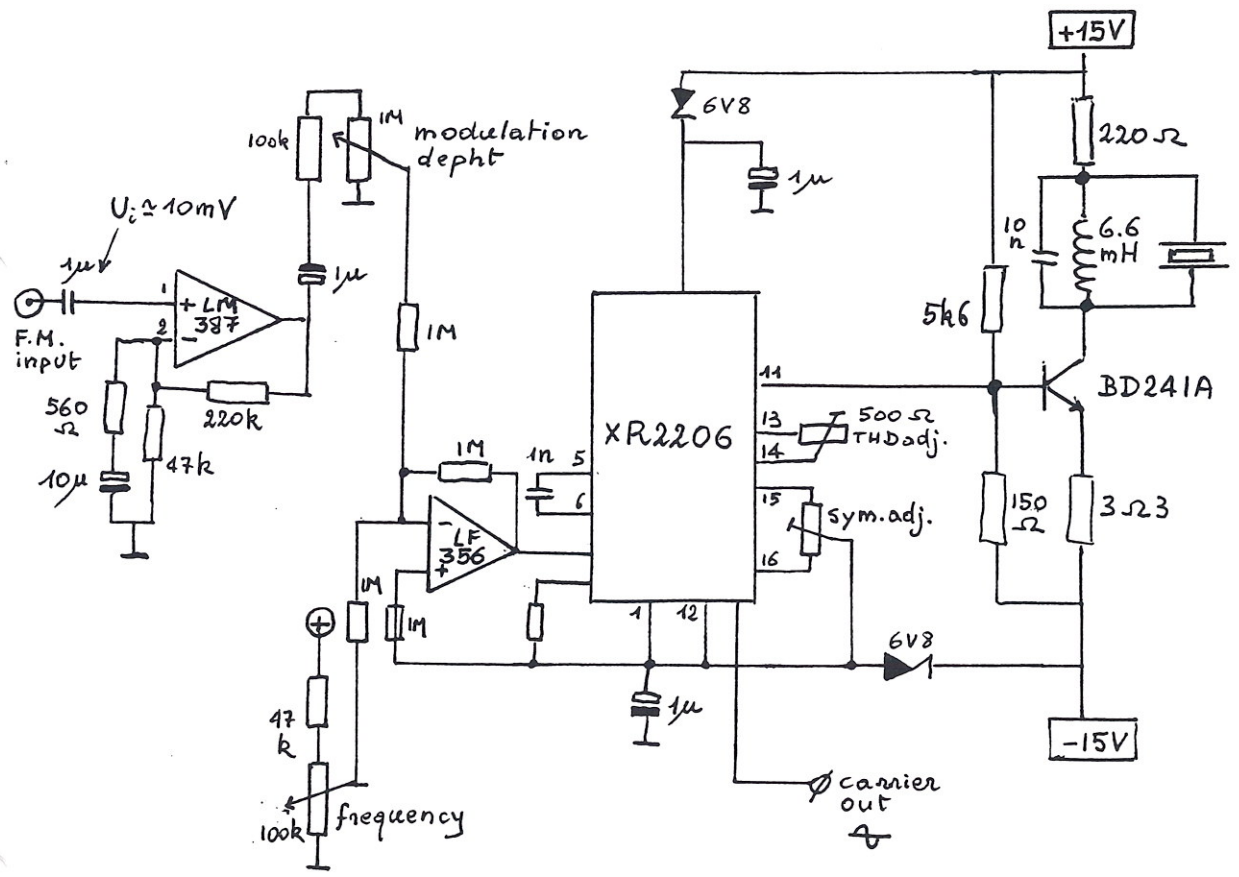 +15V
6V8
220Ω
1M
modulation
depht
100k
1µ
Ui≃10mV
10
n
6.6
mH
1µ
1µ
1
+ LM
387
2
−
F.M.
input
1M
5k6
11
BD241A
560
Ω
220k
XR2206
13
500Ω
THD adj.
14
47k
1M
1n
5
10µ
6
15
sym.adj.
150
Ω
3Ω3
− LF
356
+
16
1M
1M
+
1
12
6V8
1µ
47
k
−15V
carrier
out
100k
frequency